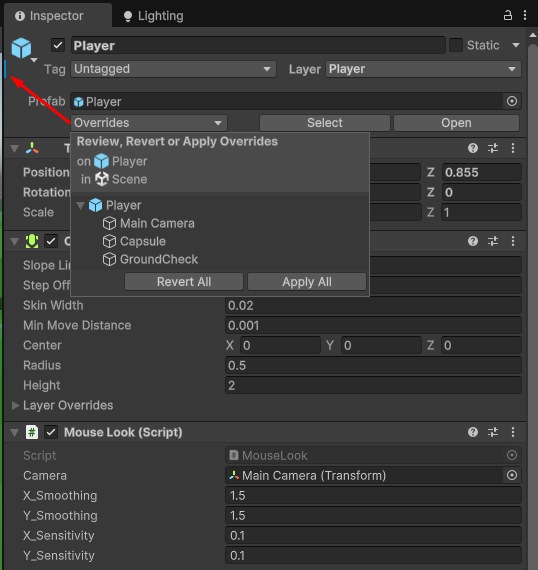 Inspector
Lighting
Player
Static
Tag Untagged Layer Player
Prefab Player
Overrides Select Open
Review, Revert or Apply Overrides
on Player
in Scene
Player
Main Camera
Capsule
GroundCheck
Revert All Apply All
T
Position Z 0.855
Rotation Z 0
Scale Z 1
C
Slope Li
Step Off
Skin Width 0.02
Min Move Distance 0.001
Center X 0 Y 0 Z 0
Radius 0.5
Height 2
Layer Overrides
# Mouse Look (Script)
Script # MouseLook
Camera Main Camera (Transform)
X_Smoothing 1.5
Y_Smoothing 1.5
X_Sensitivity 0.1
Y_Sensitivity 0.1